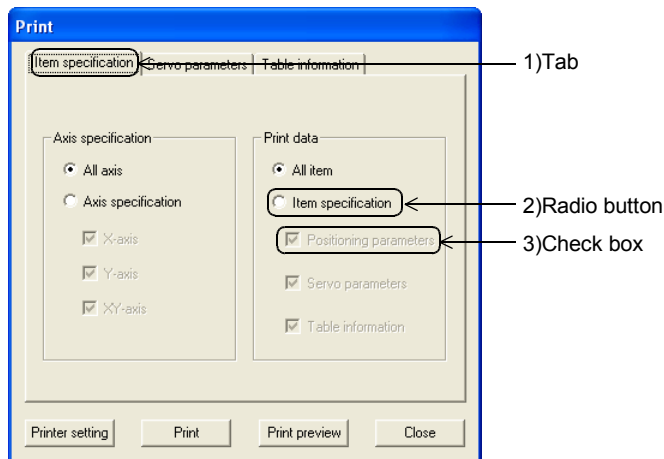 Print
Item specification Servo parameters Table information
1)Tab
Axis specification
All axis
Axis specification
X-axis
Y-axis
XY-axis
Print data
All item
Item specification
2)Radio button
Positioning parameters
3)Check box
Servo parameters
Table information
Printer setting Print Print preview Close